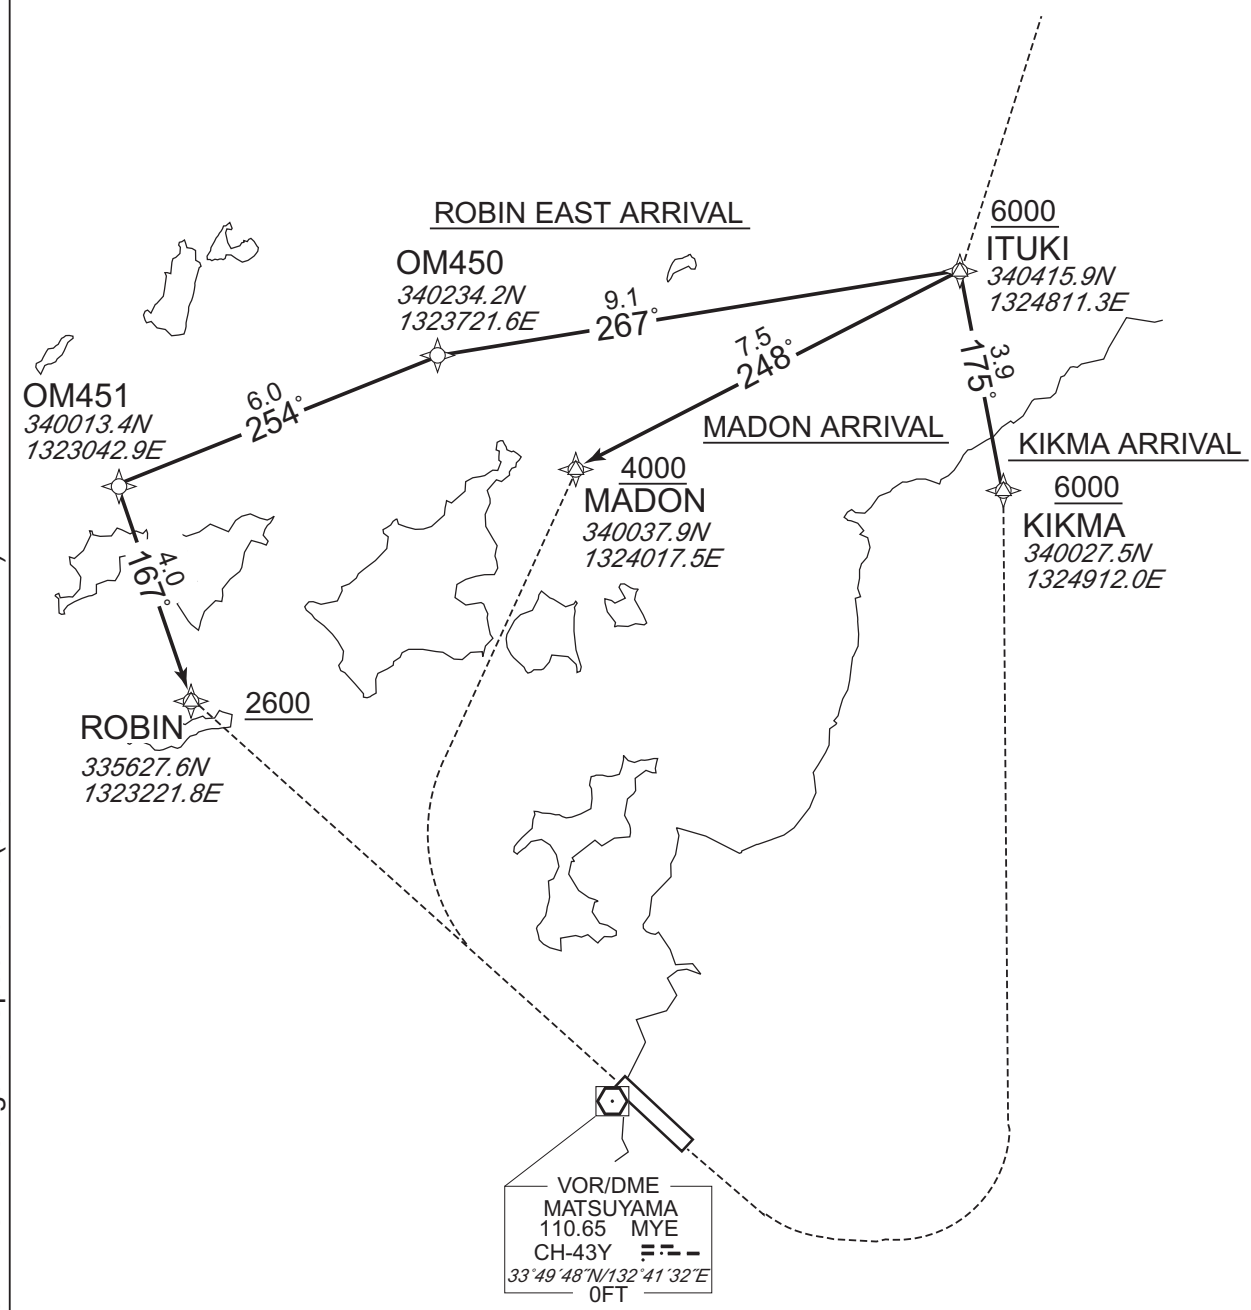 ROBIN EAST ARRIVAL
6000
ITUKI
340415.9N
1324811.3E
OM450
340234.2N
1323721.6E
9.1
267°
7.5
248°
3.9
175°
OM451
340013.4N
1323042.9E
6.0
254°
MADON ARRIVAL
KIKMA ARRIVAL
4000
MADON
340037.9N
1324017.5E
6000
KIKMA
340027.5N
1324912.0E
4.0
167°
2600
ROBIN
335627.6N
1323221.8E
VOR/DME
MATSUYAMA
110.65 MYE
CH-43Y
33°49′48″N/132°41′32″E
0FT